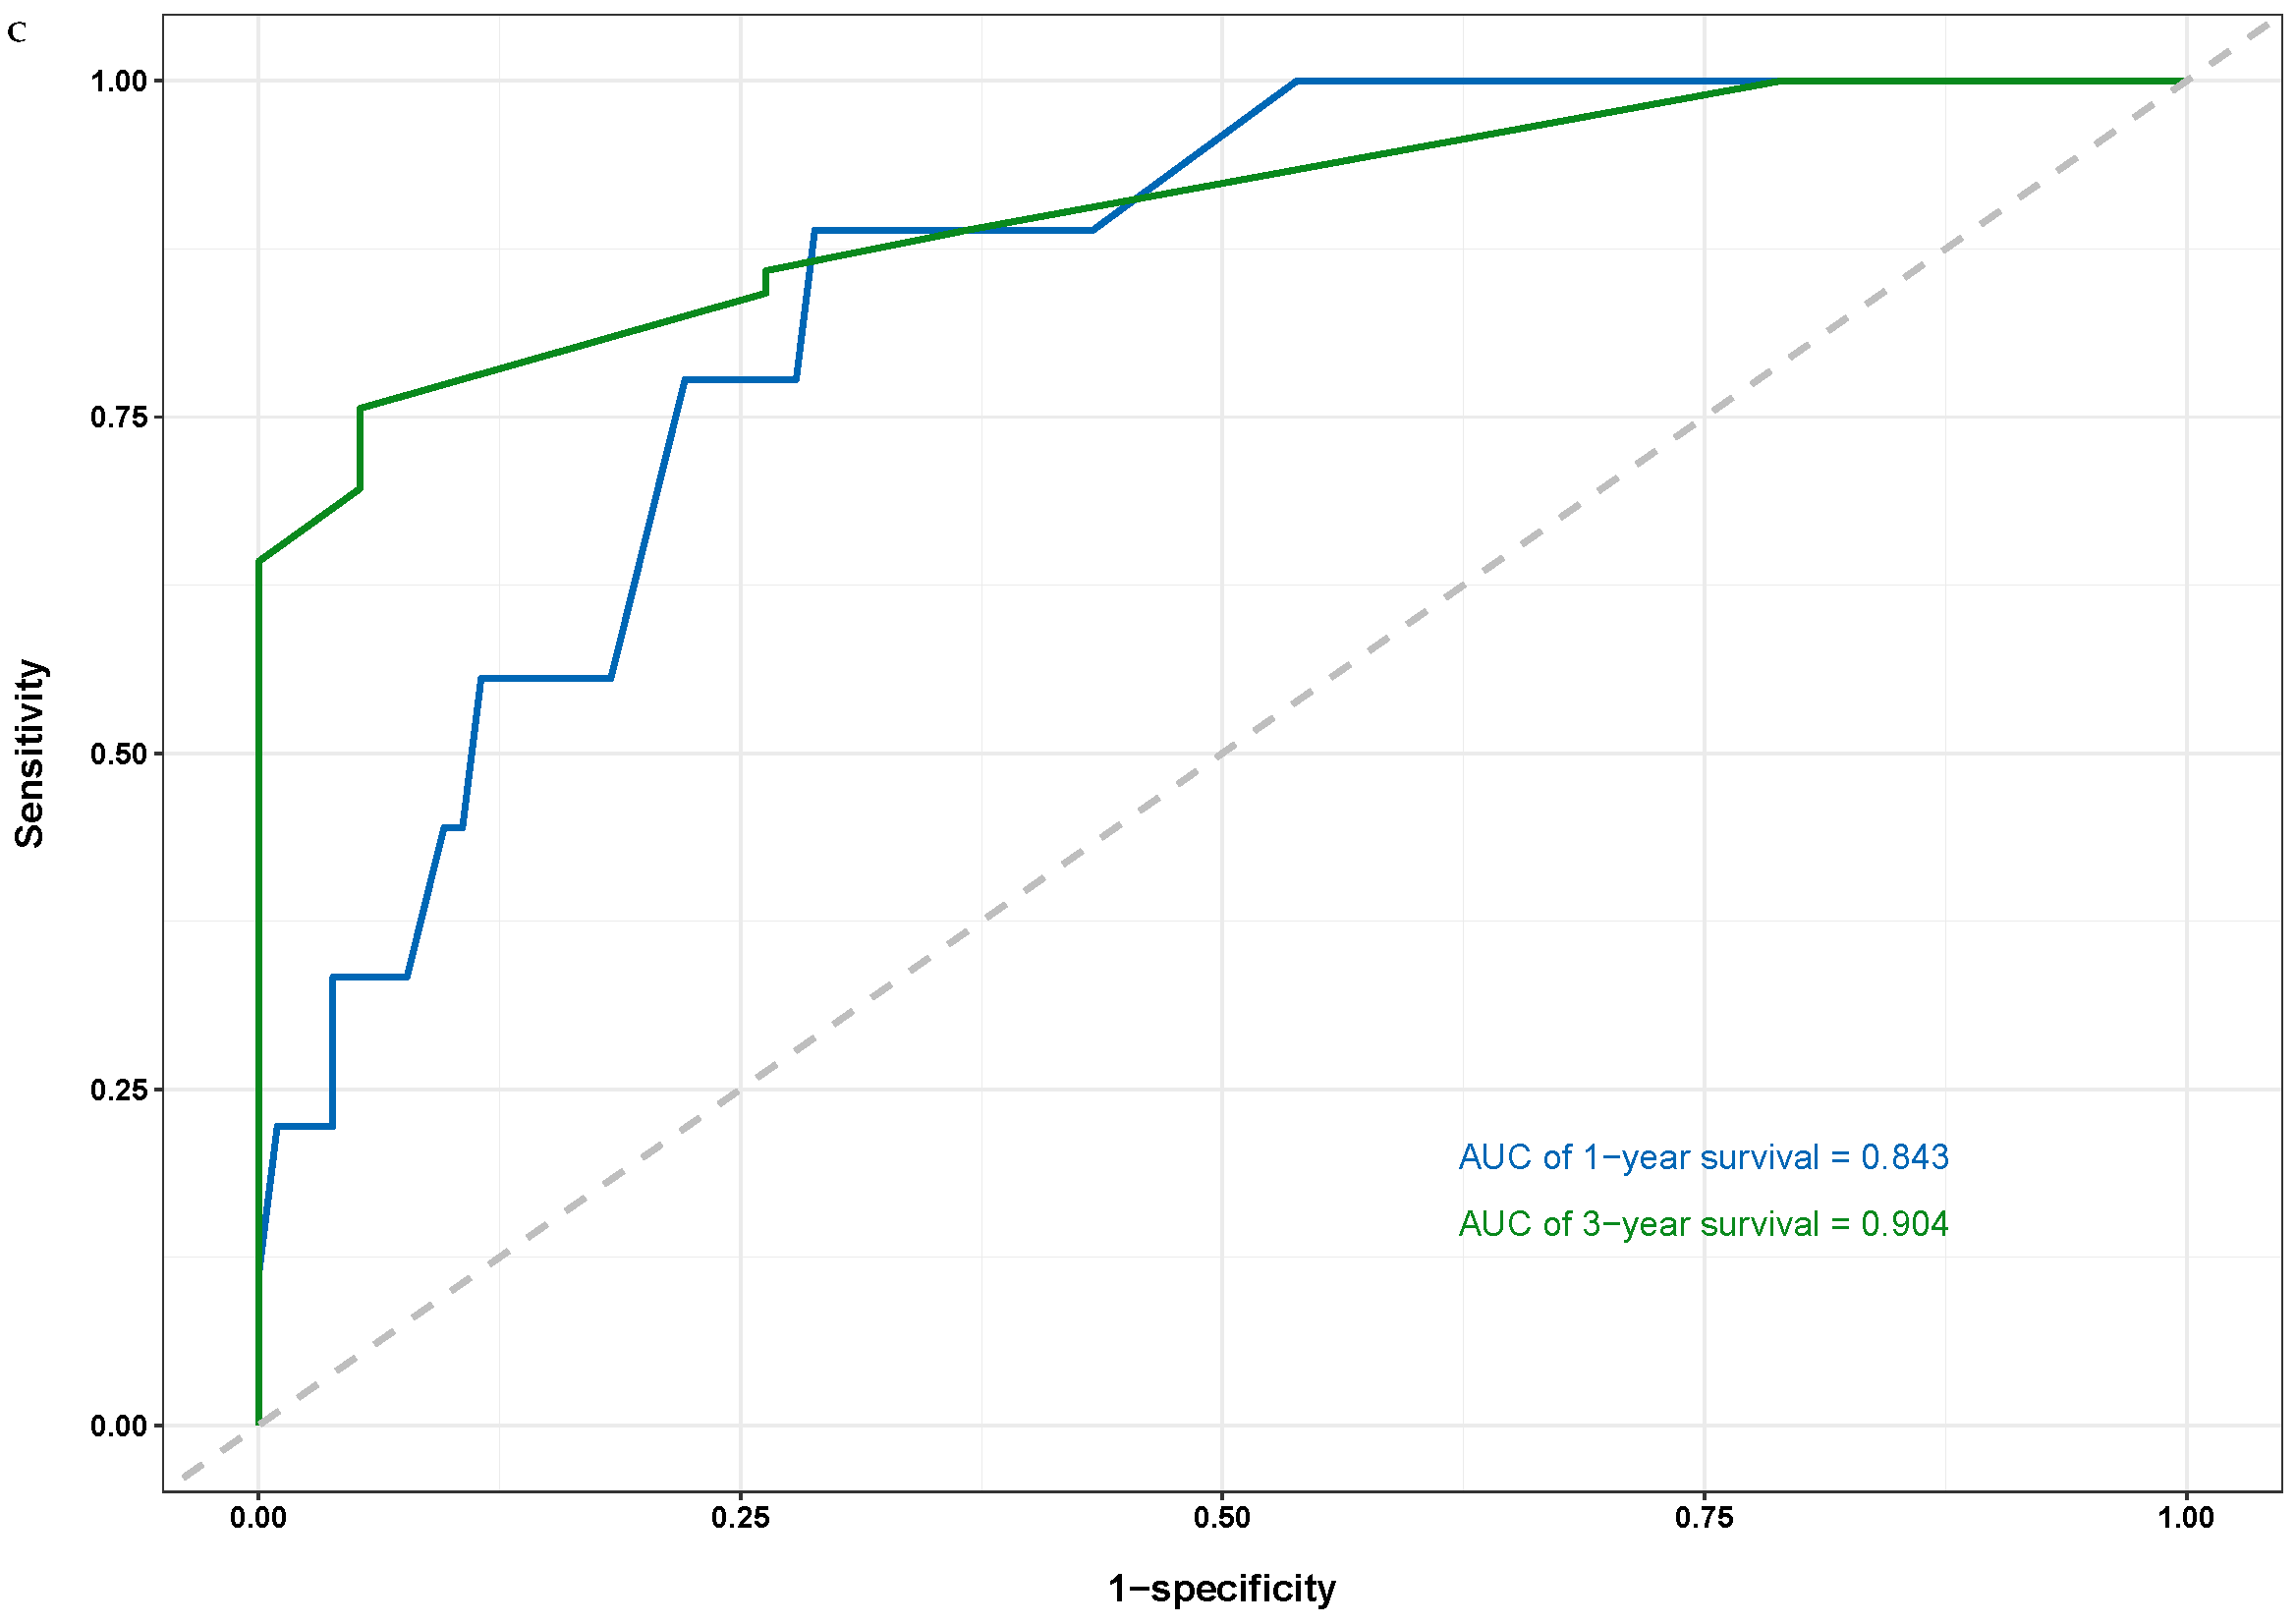 C
1.00
0.75
0.50
0.25
0.00
Sensitivity
AUC of 1−year survival = 0.843
AUC of 3−year survival = 0.904
0.00 0.25 0.50 0.75 1.00
1−specificity